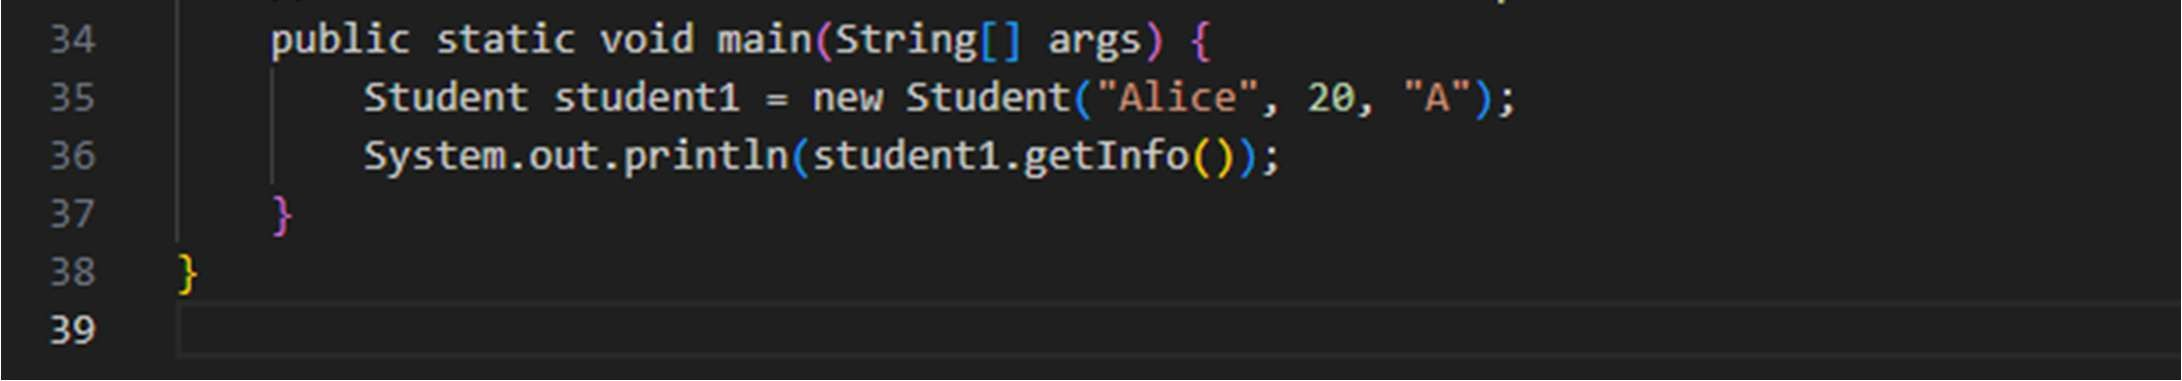 34 public static void main(String[] args) {
35 Student student1 = new Student("Alice", 20, "A");
36 System.out.println(student1.getInfo());
37 }
38 }
39